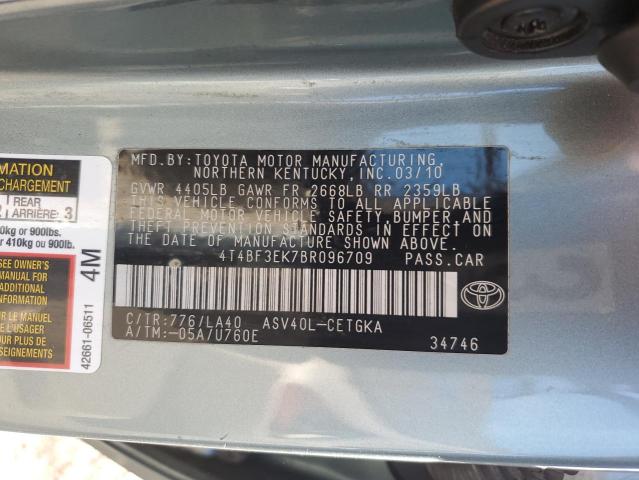 MATION
CHARGEMENT
REAR
ARRIÈRE: 3
0kg or 900lbs.
r 410kg ou 900lb.
SEE OWNER'S
MANUAL FOR
ADDITIONAL
INFORMATION
OIR LE MANUEL
E L'USAGER
OUR PLUS DE
4M
42661-06511
MFD.BY:TOYOTA MOTOR MANUFACTURING,
NORTHERN KENTUCKY, INC.03/10
GVWR 4405LB GAWR FR 2668LB RR 2359LB
THIS VEHICLE CONFORMS TO ALL APPLICABLE
FEDERAL MOTOR VEHICLE SAFETY, BUMPER, AND
THEFT PREVENTION STANDARDS IN EFFECT ON
THE DATE OF MANUFACTURE SHOWN ABOVE.
4T4BF3EK7BR096709 PASS.CAR
C/TR:776/LA40 ASV40L-CETGKA
A/TM:-05A/U760E
34746